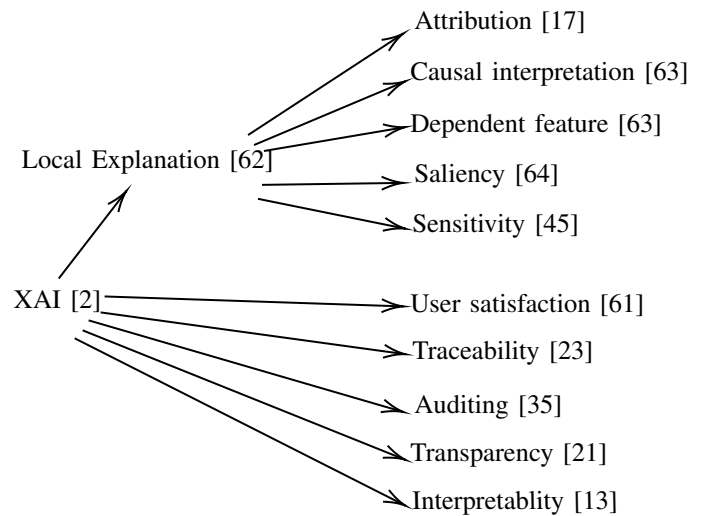 Attribution [17]
Causal interpretation [63]
Dependent feature [63]
Local Explanation [62]
Saliency [64]
Sensitivity [45]
XAI [2]
User satisfaction [61]
Traceability [23]
Auditing [35]
Transparency [21]
Interpretablity [13]